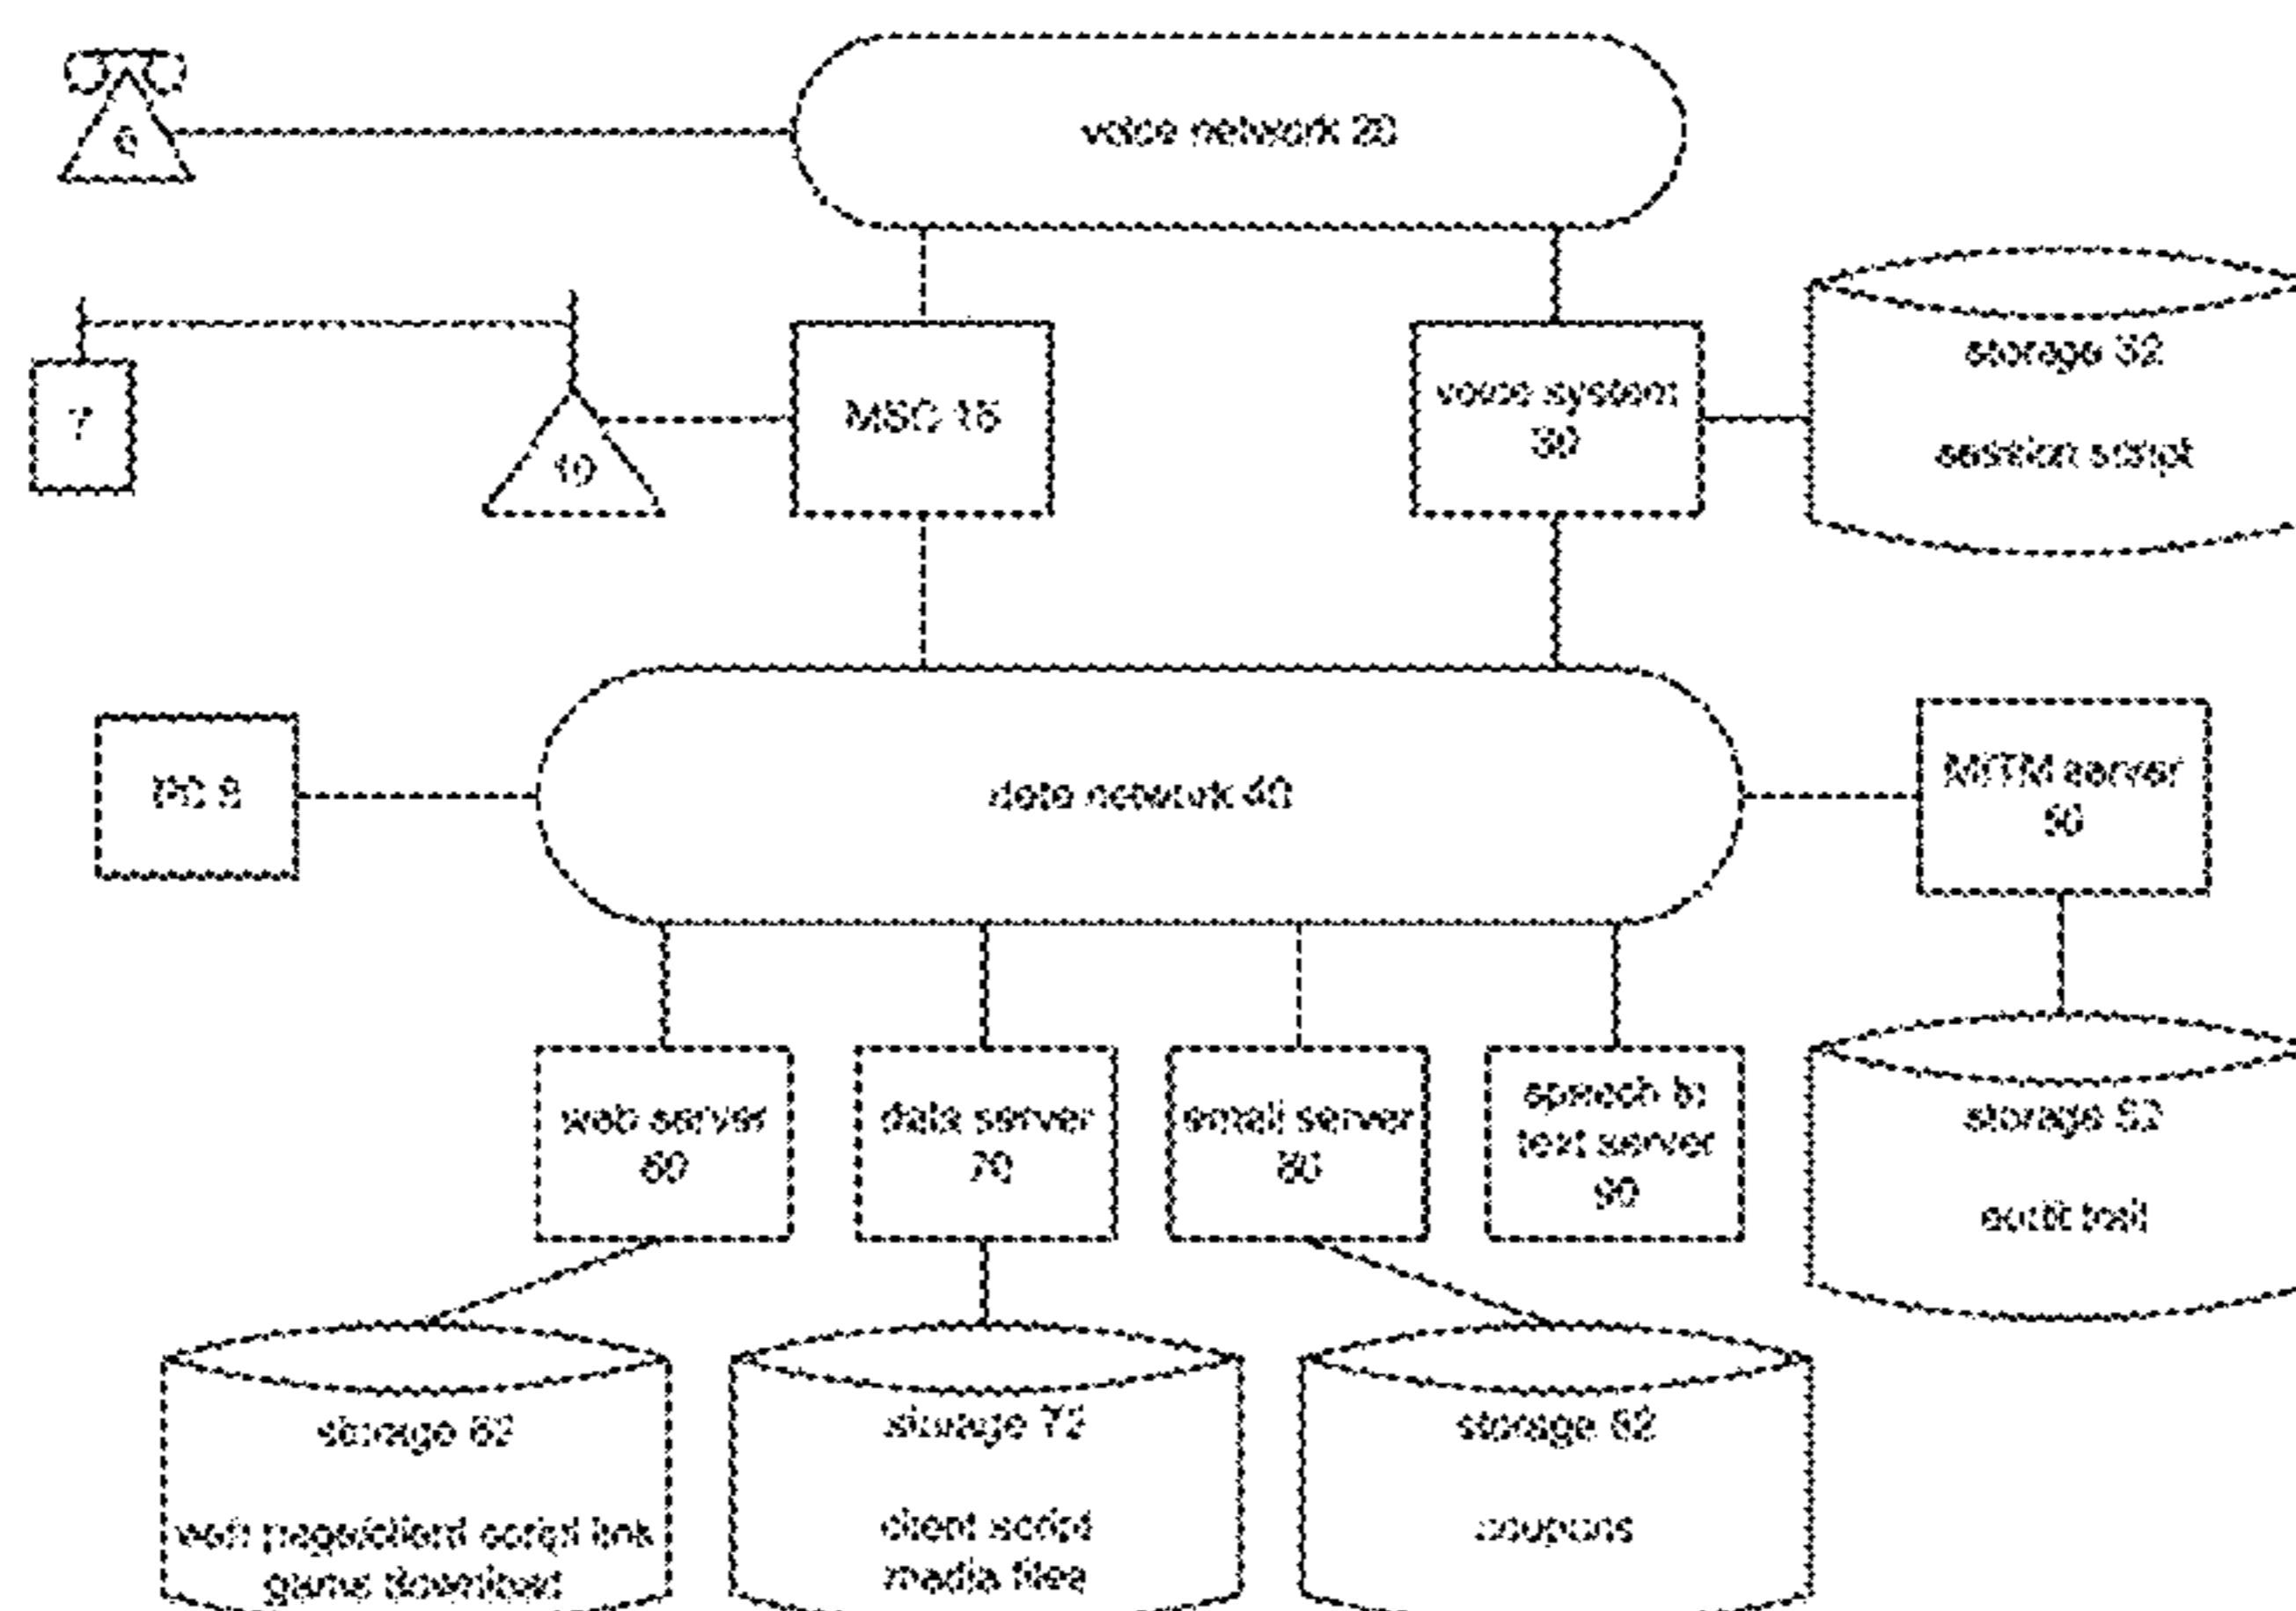 6
voice network 20
7
10
MSC 15
voice system
30
storage 32
session script
PC 8
data network 40
MITM server
50
web server
60
data server
70
email server
80
speech to
text server
90
storage 52
audit trail
storage 62
web page/client script link
game download
storage 72
client script
media files
storage 82
coupons